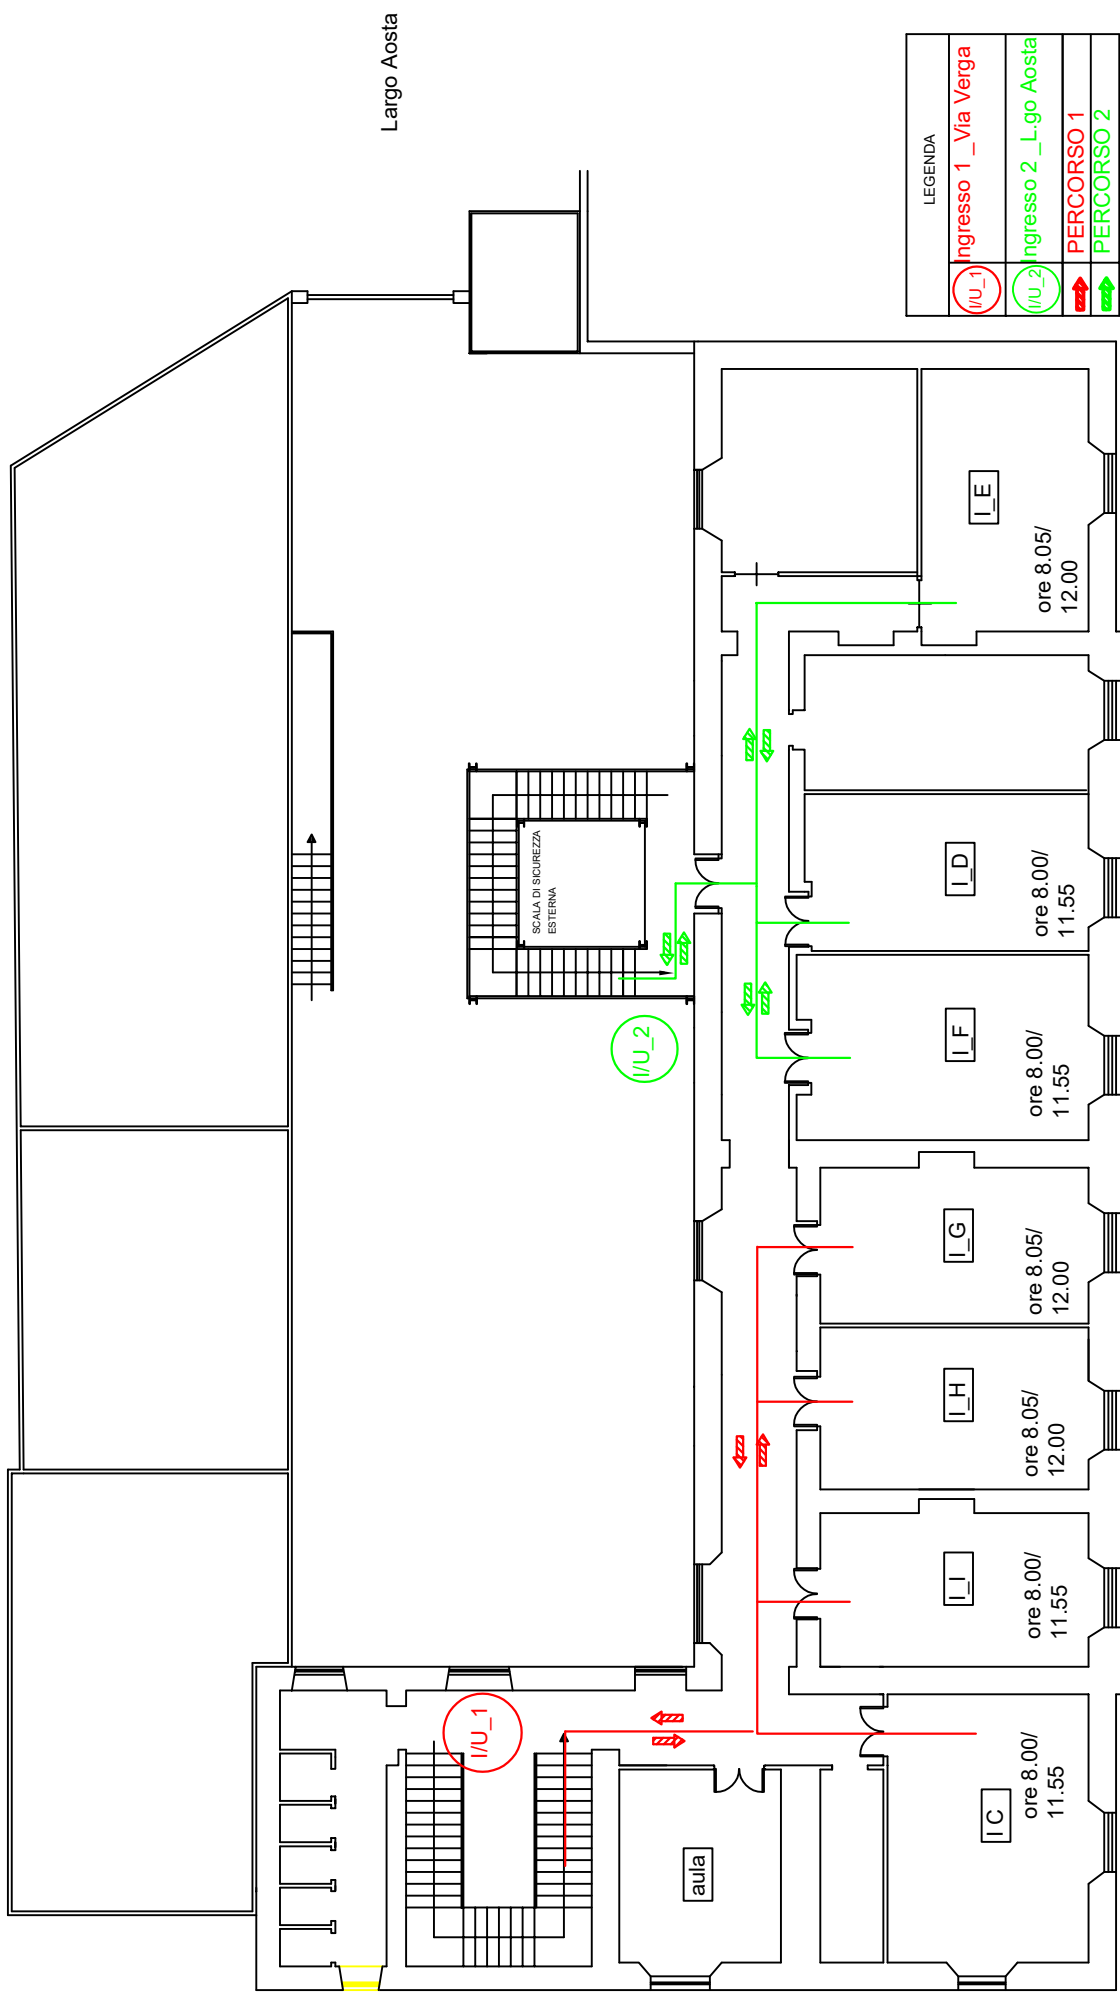 Largo Aosta
LEGENDA
I/U_1 Ingresso 1 _Via Verga
I/U_2 Ingresso 2 _L.go Aosta
PERCORSO 1
PERCORSO 2
SCALA DI SICUREZZA
ESTERNA
I/U_2
I/U_1
aula
I C
ore 8.00/
11.55
I_I
ore 8.00/
11.55
I_H
ore 8.05/
12.00
I_G
ore 8.05/
12.00
I_F
ore 8.00/
11.55
I_D
ore 8.00/
11.55
I_E
ore 8.05/
12.00